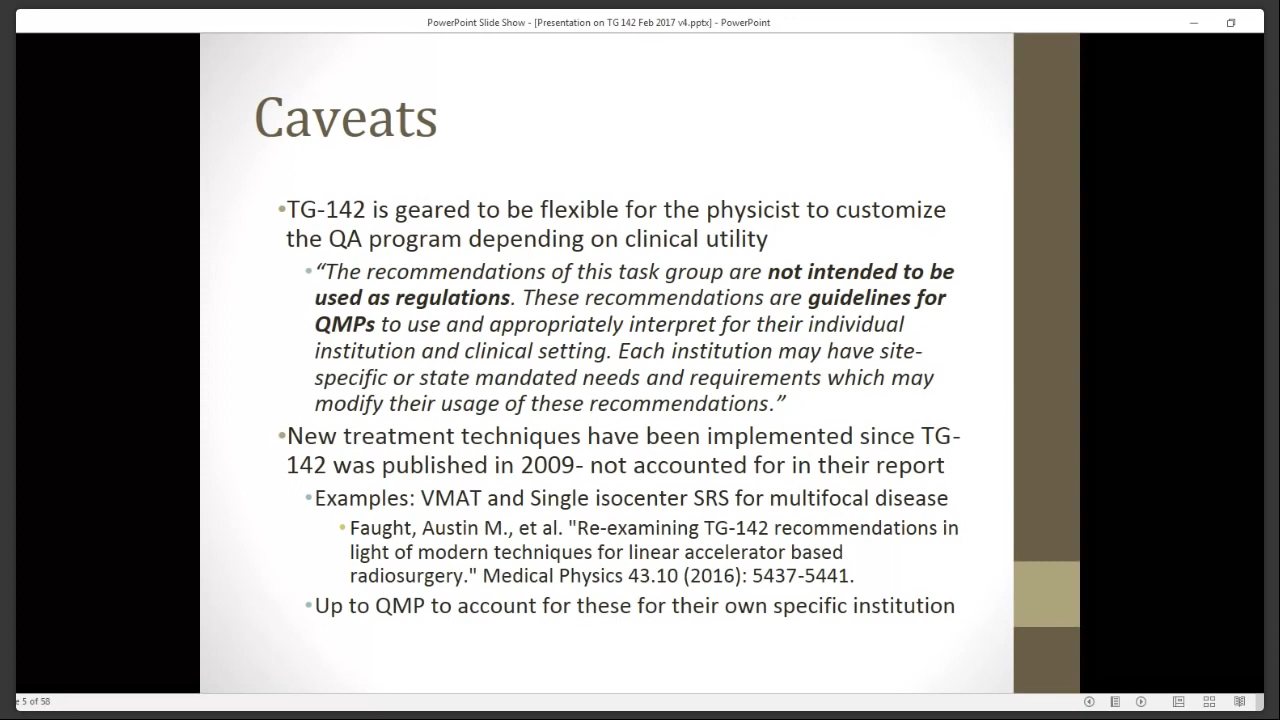 PowerPoint Slide Show - [Presentation on TG 142 Feb 2017 v4.pptx] - PowerPoint
Caveats
•TG-142 is geared to be flexible for the physicist to customize
the QA program depending on clinical utility
•“The recommendations of this task group are not intended to be
used as regulations. These recommendations are guidelines for
QMPs to use and appropriately interpret for their individual
institution and clinical setting. Each institution may have site-
specific or state mandated needs and requirements which may
modify their usage of these recommendations.”
•New treatment techniques have been implemented since TG-
142 was published in 2009- not accounted for in their report
•Examples: VMAT and Single isocenter SRS for multifocal disease
•Faught, Austin M., et al. "Re-examining TG-142 recommendations in
light of modern techniques for linear accelerator based
radiosurgery." Medical Physics 43.10 (2016): 5437-5441.
•Up to QMP to account for these for their own specific institution
e 5 of 58